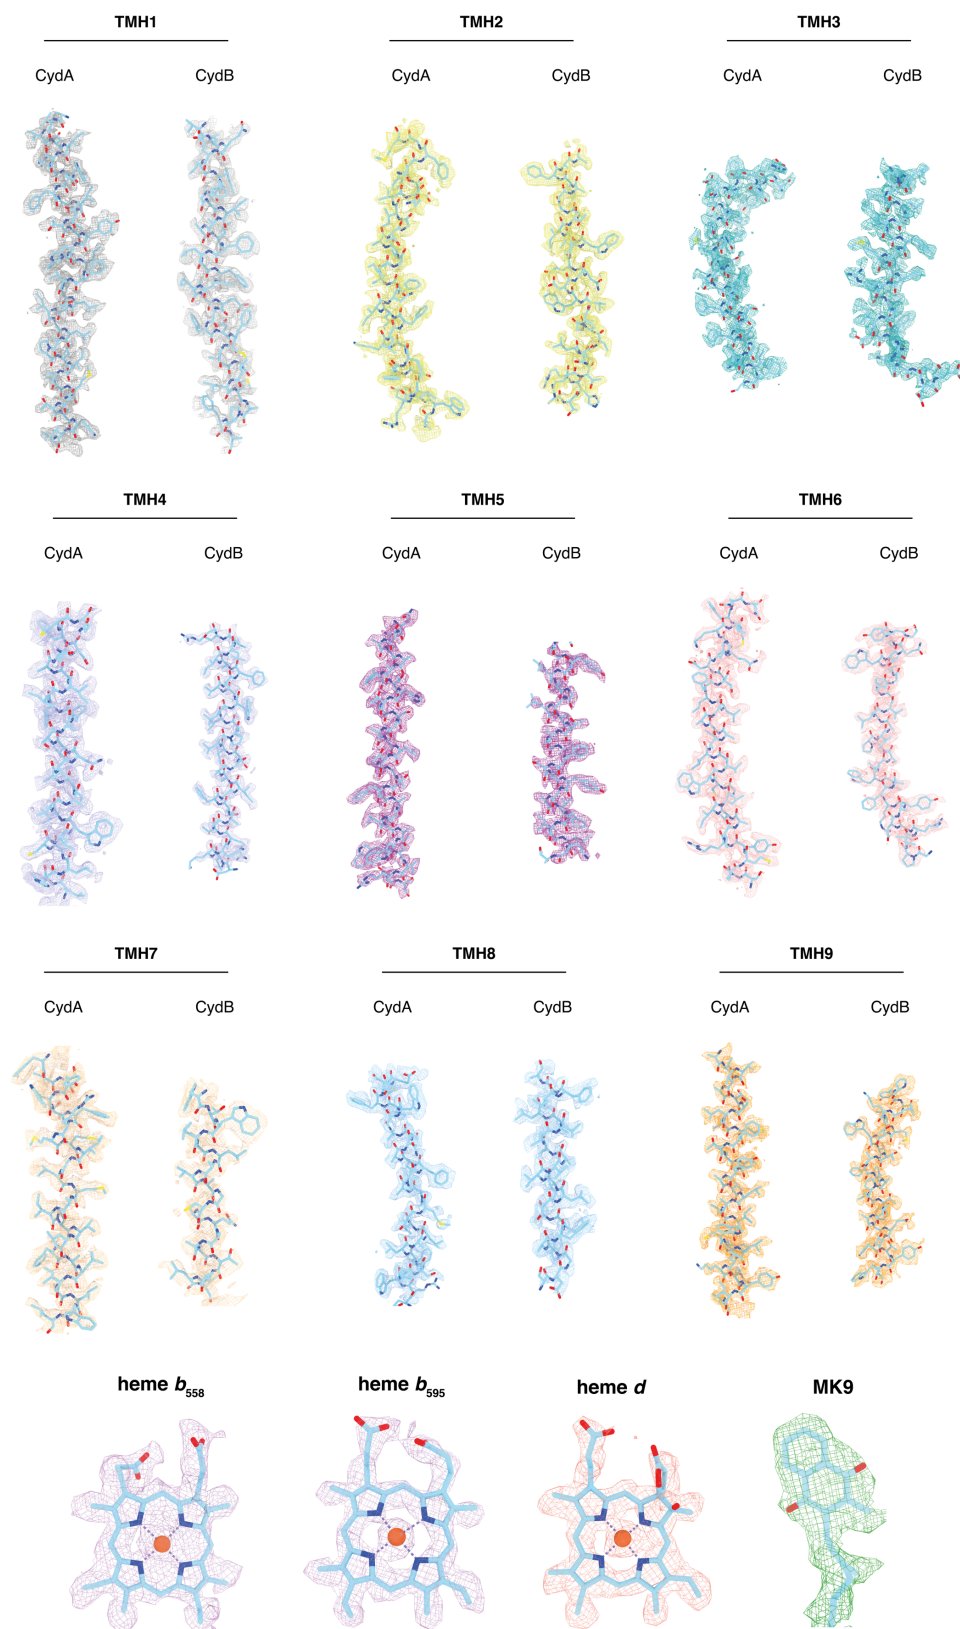 TMH1 TMH2 TMH3
CydA CydB CydA CydB CydA CydB
TMH4 TMH5 TMH6
CydA CydB CydA CydB CydA CydB
TMH7 TMH8 TMH9
CydA CydB CydA CydB CydA CydB
heme b558 heme b595 heme d MK9